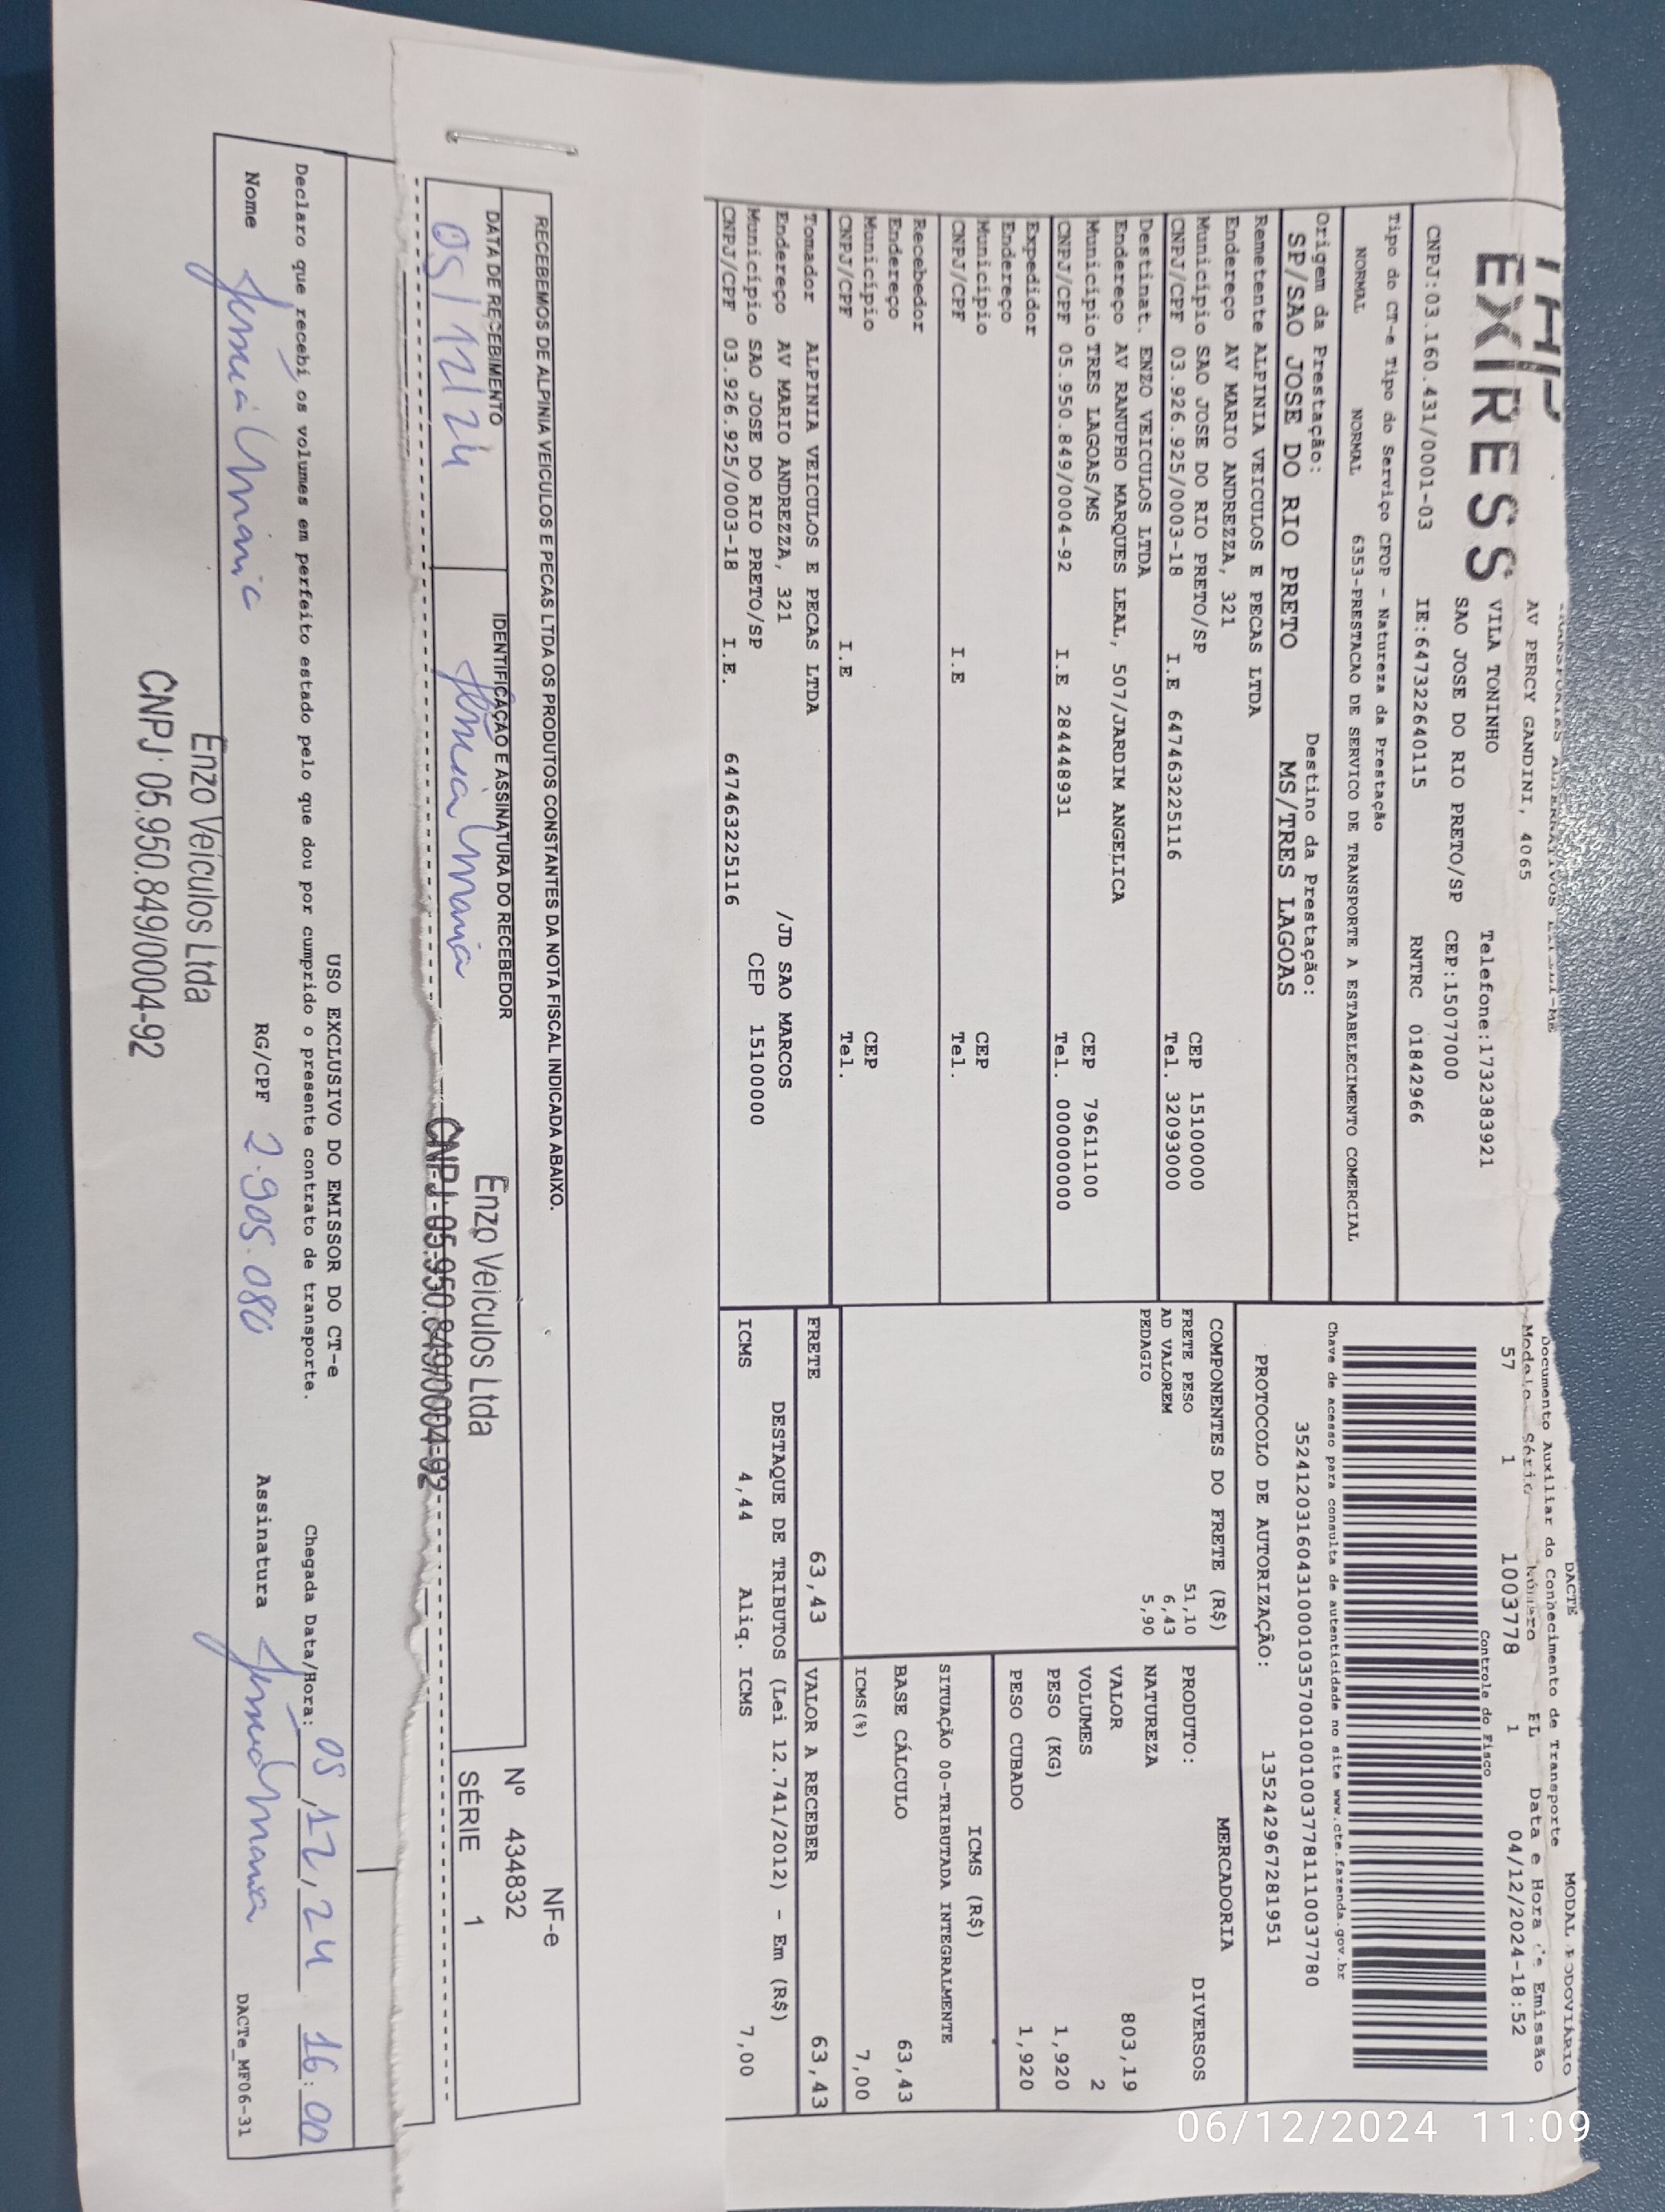 EXPRESS
AV PERCY GANDINI, 4065
VILA TONINHO
Telefone:1732383921
SAO JOSE DO RIO PRETO/SP CEP:15077000
CNPJ:03.160.431/0001-03 IE:647322640115 RNTRC 01842966
DACTE
MODAL RODOVIÁRIO
Documento Auxiliar do Conhecimento de Transporte
Modelo Série Número FL Data e Hora de Emissão
57 1 1003778 1 04/12/2024-18:52
Controle do Fisco
Chave de acesso para consulta de autenticidade no site www.cte.fazenda.gov.br
35241203160431000103570010010037781110037780
PROTOCOLO DE AUTORIZAÇÃO: 135242967281951
Tipo do CT-e Tipo do Serviço CFOP - Natureza da Prestação
NORMAL NORMAL 6353-PRESTACAO DE SERVICO DE TRANSPORTE A ESTABELECIMENTO COMERCIAL
Origem da Prestação: Destino da Prestação:
SP/SAO JOSE DO RIO PRETO MS/TRES LAGOAS
Remetente ALPINIA VEICULOS E PECAS LTDA
Endereço AV MARIO ANDREZZA, 321
Município SAO JOSE DO RIO PRETO/SP CEP 15100000
CNPJ/CPF 03.926.925/0003-18 I.E 647463225116 Tel. 32093000
Destinat. ENZO VEICULOS LTDA
Endereço AV RANUPHO MARQUES LEAL, 507/JARDIM ANGELICA
Município TRES LAGOAS/MS CEP 79611100
CNPJ/CPF 05.950.849/0004-92 I.E 284448931 Tel. 000000000
Expedidor
Endereço
Município CEP
CNPJ/CPF I.E Tel.
Recebedor
Endereço
Município CEP
CNPJ/CPF I.E Tel.
Tomador ALPINIA VEICULOS E PECAS LTDA
Endereço AV MARIO ANDREZZA, 321 /JD SAO MARCOS
Município SAO JOSE DO RIO PRETO/SP CEP 15100000
CNPJ/CPF 03.926.925/0003-18 I.E. 647463225116
COMPONENTES DO FRETE (R$)
FRETE PESO 51,10
AD VALOREM 6,43
PEDAGIO 5,90
MERCADORIA
PRODUTO: DIVERSOS
NATUREZA
VALOR 803,19
VOLUMES 2
PESO (KG) 1,920
PESO CUBADO 1,920
ICMS (R$)
SITUAÇÃO 00-TRIBUTADA INTEGRALMENTE
BASE CÁLCULO 63,43
ICMS(%) 7,00
FRETE 63,43 VALOR A RECEBER 63,43
DESTAQUE DE TRIBUTOS (Lei 12.741/2012) - Em (R$)
ICMS 4,44 Aliq. ICMS 7,00
RECEBEMOS DE ALPINIA VEICULOS E PECAS LTDA OS PRODUTOS CONSTANTES DA NOTA FISCAL INDICADA ABAIXO.
NF-e
Nº 434832
SÉRIE 1
DATA DE RECEBIMENTO IDENTIFICAÇÃO E ASSINATURA DO RECEBEDOR
05/12/24
Enzo Veiculos Ltda
CNPJ: 05.950.849/0004-92
USO EXCLUSIVO DO EMISSOR DO CT-e
Declaro que recebi os volumes em perfeito estado pelo que dou por cumprido o presente contrato de transporte. Chegada Data/Hora: 05/12/24 16:00
Nome RG/CPF 2.905.080 Assinatura
DACTe_MF06-31
Enzo Veículos Ltda
CNPJ: 05.950.849/0004-92
06/12/2024 11:09